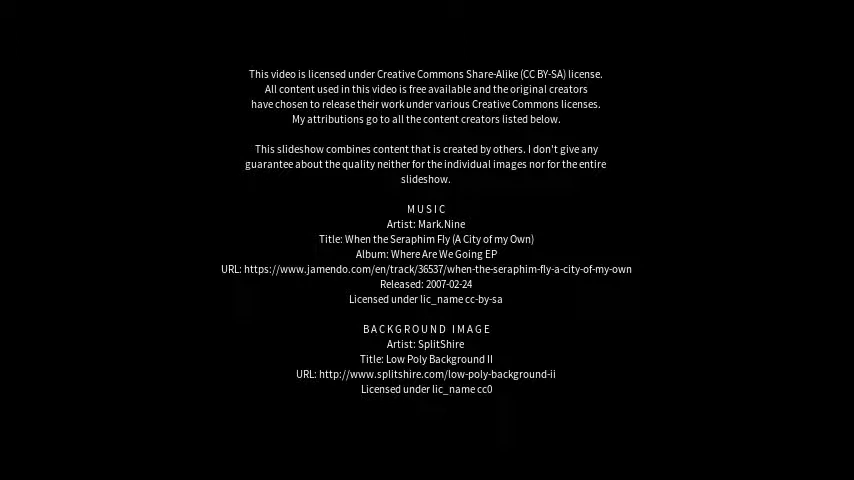 This video is licensed under Creative Commons Share-Alike (CC BY-SA) license.
All content used in this video is free available and the original creators
have chosen to release their work under various Creative Commons licenses.
My attributions go to all the content creators listed below.
This slideshow combines content that is created by others. I don't give any
guarantee about the quality neither for the individual images nor for the entire
slideshow.
MUSIC
Artist: Mark.Nine
Title: When the Seraphim Fly (A City of my Own)
Album: Where Are We Going EP
URL: https://www.jamendo.com/en/track/36537/when-the-seraphim-fly-a-city-of-my-own
Released: 2007-02-24
Licensed under lic_name cc-by-sa
BACKGROUND IMAGE
Artist: SplitShire
Title: Low Poly Background II
URL: http://www.splitshire.com/low-poly-background-ii
Licensed under lic_name cc0